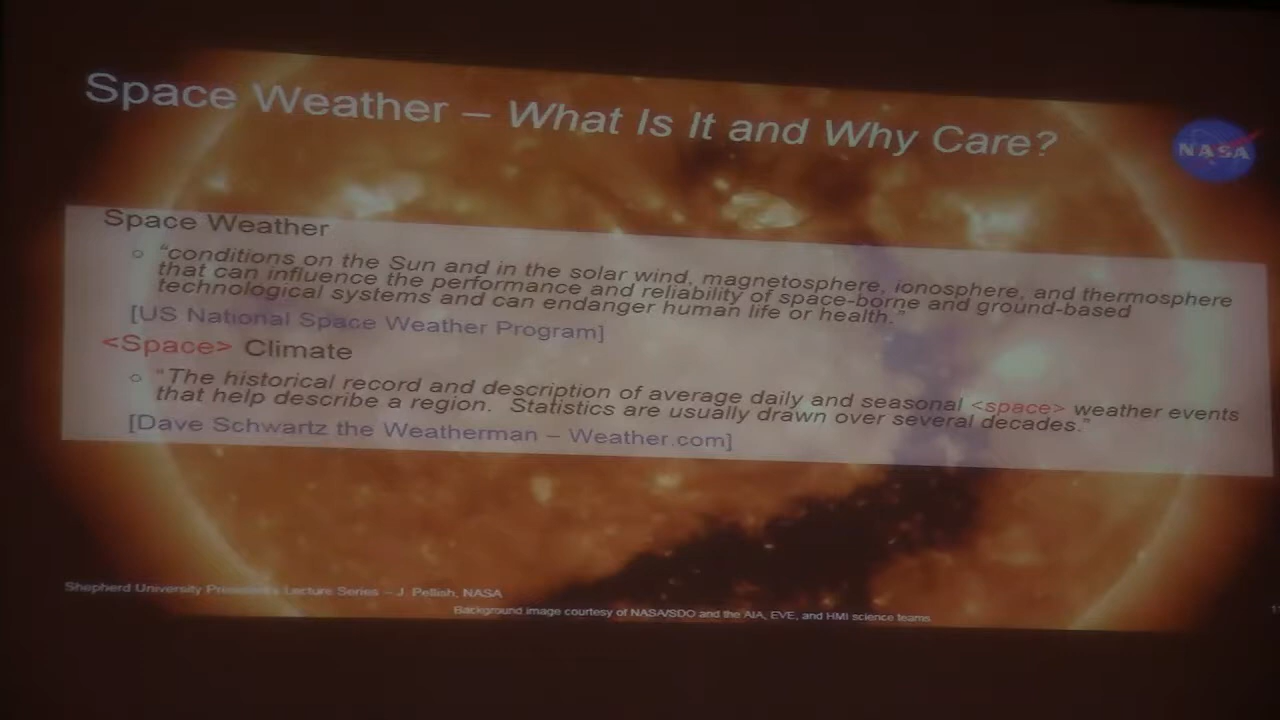 Space Weather – What Is It and Why Care?
NASA
Space Weather
"conditions on the Sun and in the solar wind, magnetosphere, ionosphere, and thermosphere
that can influence the performance and reliability of space-borne and ground-based
technological systems and can endanger human life or health."
[US National Space Weather Program]
<Space> Climate
"The historical record and description of average daily and seasonal <space> weather events
that help describe a region. Statistics are usually drawn over several decades."
[Dave Schwartz the Weatherman – Weather.com]
Shepherd University President's Lecture Series – J. Pellish, NASA
Background image courtesy of NASA/SDO and the AIA, EVE, and HMI science teams